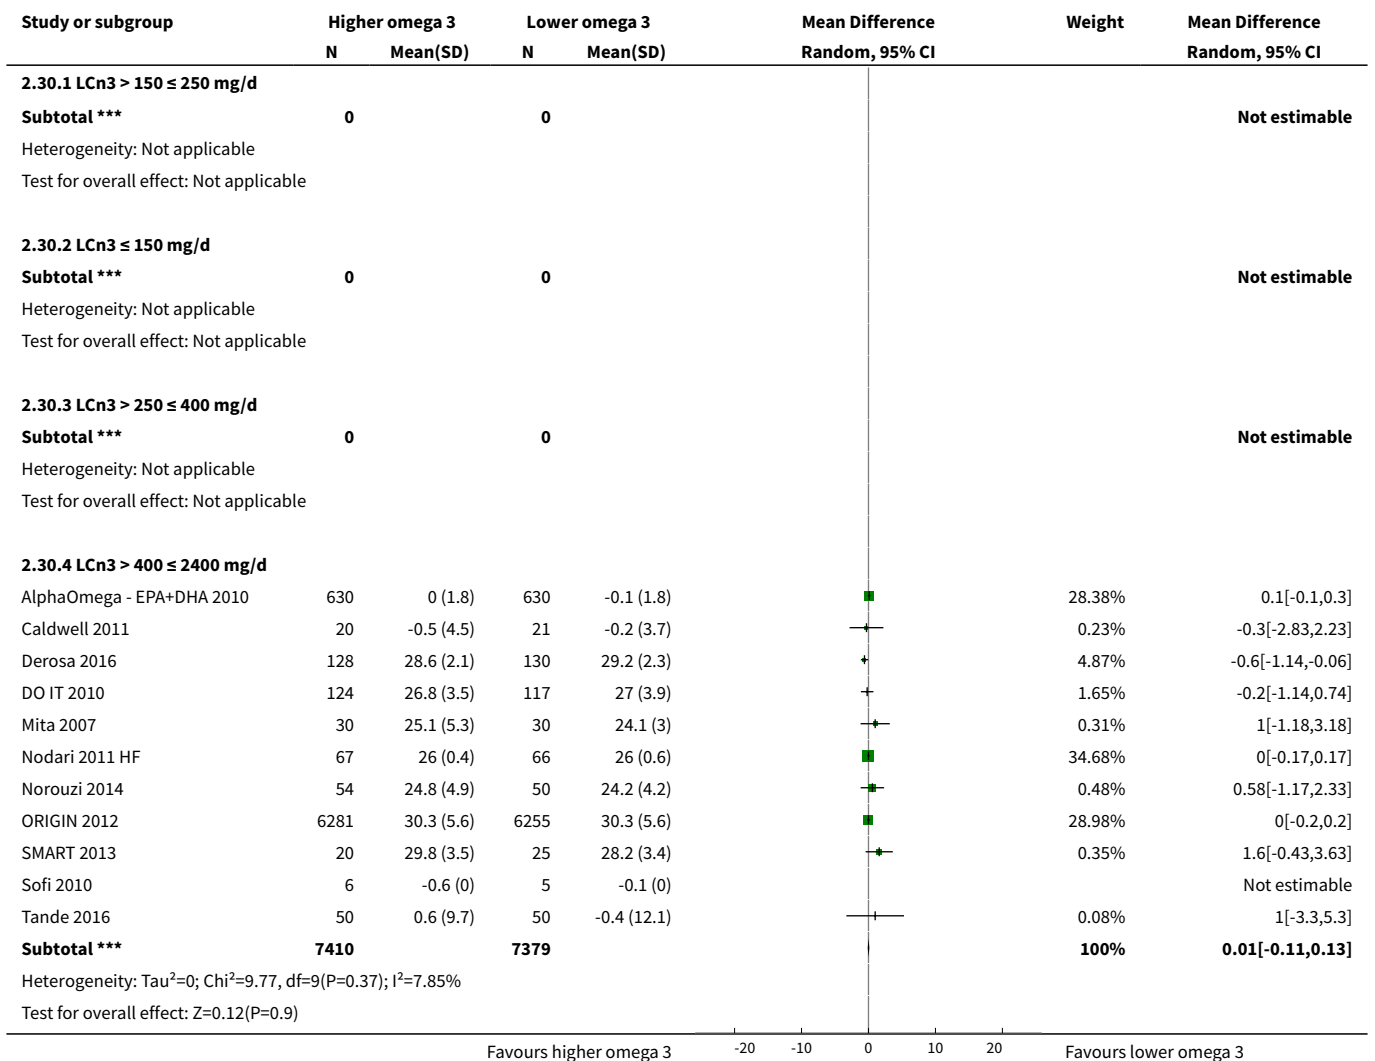 Study or subgroup Higher omega 3 Lower omega 3 Mean Difference Weight Mean Difference
N Mean(SD) N Mean(SD) Random, 95% CI Random, 95% CI
2.30.1 LCn3 > 150 ≤ 250 mg/d
Subtotal *** 0 0 Not estimable
Heterogeneity: Not applicable
Test for overall effect: Not applicable
2.30.2 LCn3 ≤ 150 mg/d
Subtotal *** 0 0 Not estimable
Heterogeneity: Not applicable
Test for overall effect: Not applicable
2.30.3 LCn3 > 250 ≤ 400 mg/d
Subtotal *** 0 0 Not estimable
Heterogeneity: Not applicable
Test for overall effect: Not applicable
2.30.4 LCn3 > 400 ≤ 2400 mg/d
AlphaOmega - EPA+DHA 2010 630 0 (1.8) 630 -0.1 (1.8) 28.38% 0.1[-0.1,0.3]
Caldwell 2011 20 -0.5 (4.5) 21 -0.2 (3.7) 0.23% -0.3[-2.83,2.23]
Derosa 2016 128 28.6 (2.1) 130 29.2 (2.3) 4.87% -0.6[-1.14,-0.06]
DO IT 2010 124 26.8 (3.5) 117 27 (3.9) 1.65% -0.2[-1.14,0.74]
Mita 2007 30 25.1 (5.3) 30 24.1 (3) 0.31% 1[-1.18,3.18]
Nodari 2011 HF 67 26 (0.4) 66 26 (0.6) 34.68% 0[-0.17,0.17]
Norouzi 2014 54 24.8 (4.9) 50 24.2 (4.2) 0.48% 0.58[-1.17,2.33]
ORIGIN 2012 6281 30.3 (5.6) 6255 30.3 (5.6) 28.98% 0[-0.2,0.2]
SMART 2013 20 29.8 (3.5) 25 28.2 (3.4) 0.35% 1.6[-0.43,3.63]
Sofi 2010 6 -0.6 (0) 5 -0.1 (0) Not estimable
Tande 2016 50 0.6 (9.7) 50 -0.4 (12.1) 0.08% 1[-3.3,5.3]
Subtotal *** 7410 7379 100% 0.01[-0.11,0.13]
Heterogeneity: Tau²=0; Chi²=9.77, df=9(P=0.37); I²=7.85%
Test for overall effect: Z=0.12(P=0.9)
Favours higher omega 3 -20 -10 0 10 20 Favours lower omega 3